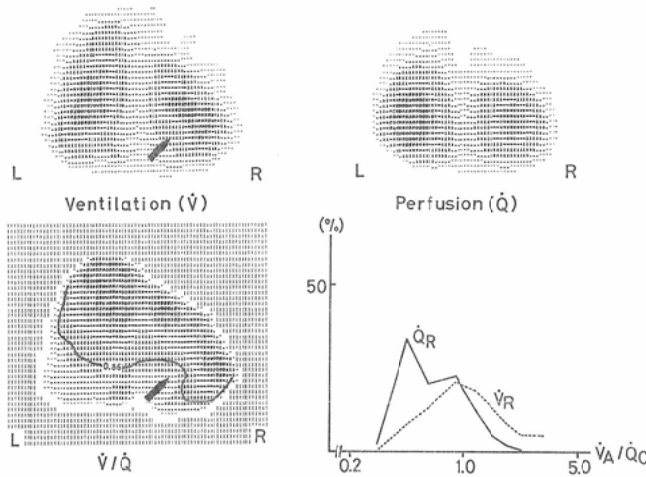 L
R
Ventilation (V̇)
L
R
Perfusion (Q̇)
0.86
L
R
V̇/Q̇
(%)
50
Q̇R
V̇R
0.2
1.0
5.0
V̇A/Q̇C